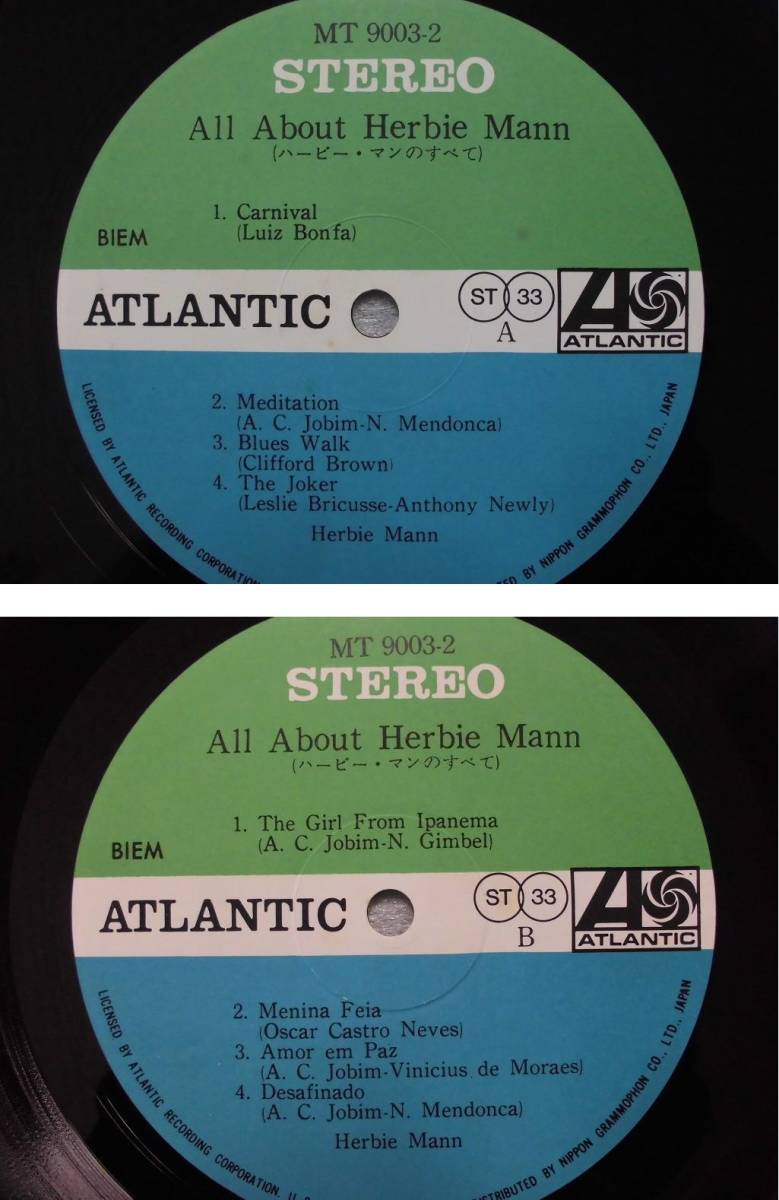 MT 9003-2
STEREO
All About Herbie Mann
(ハービー・マンのすべて)
1. Carnival
(Luiz Bonfa)
BIEM
ATLANTIC
ST 33
A
ATLANTIC
2. Meditation
(A. C. Jobim-N. Mendonca)
3. Blues Walk
(Clifford Brown)
4. The Joker
(Leslie Bricusse-Anthony Newly)
Herbie Mann
LICENSED BY ATLANTIC RECORDING CORPORATION
BY NIPPON GRAMMOPHON CO., LTD., JAPAN
MT 9003-2
STEREO
All About Herbie Mann
(ハービー・マンのすべて)
1. The Girl From Ipanema
(A. C. Jobim-N. Gimbel)
BIEM
ATLANTIC
ST 33
B
ATLANTIC
2. Menina Feia
(Oscar Castro Neves)
3. Amor em Paz
(A. C. Jobim-Vinicius de Moraes)
4. Desafinado
(A. C. Jobim-N. Mendonca)
Herbie Mann
LICENSED BY ATLANTIC RECORDING CORPORATION, U.S.
DISTRIBUTED BY NIPPON GRAMMOPHON CO., LTD., JAPAN